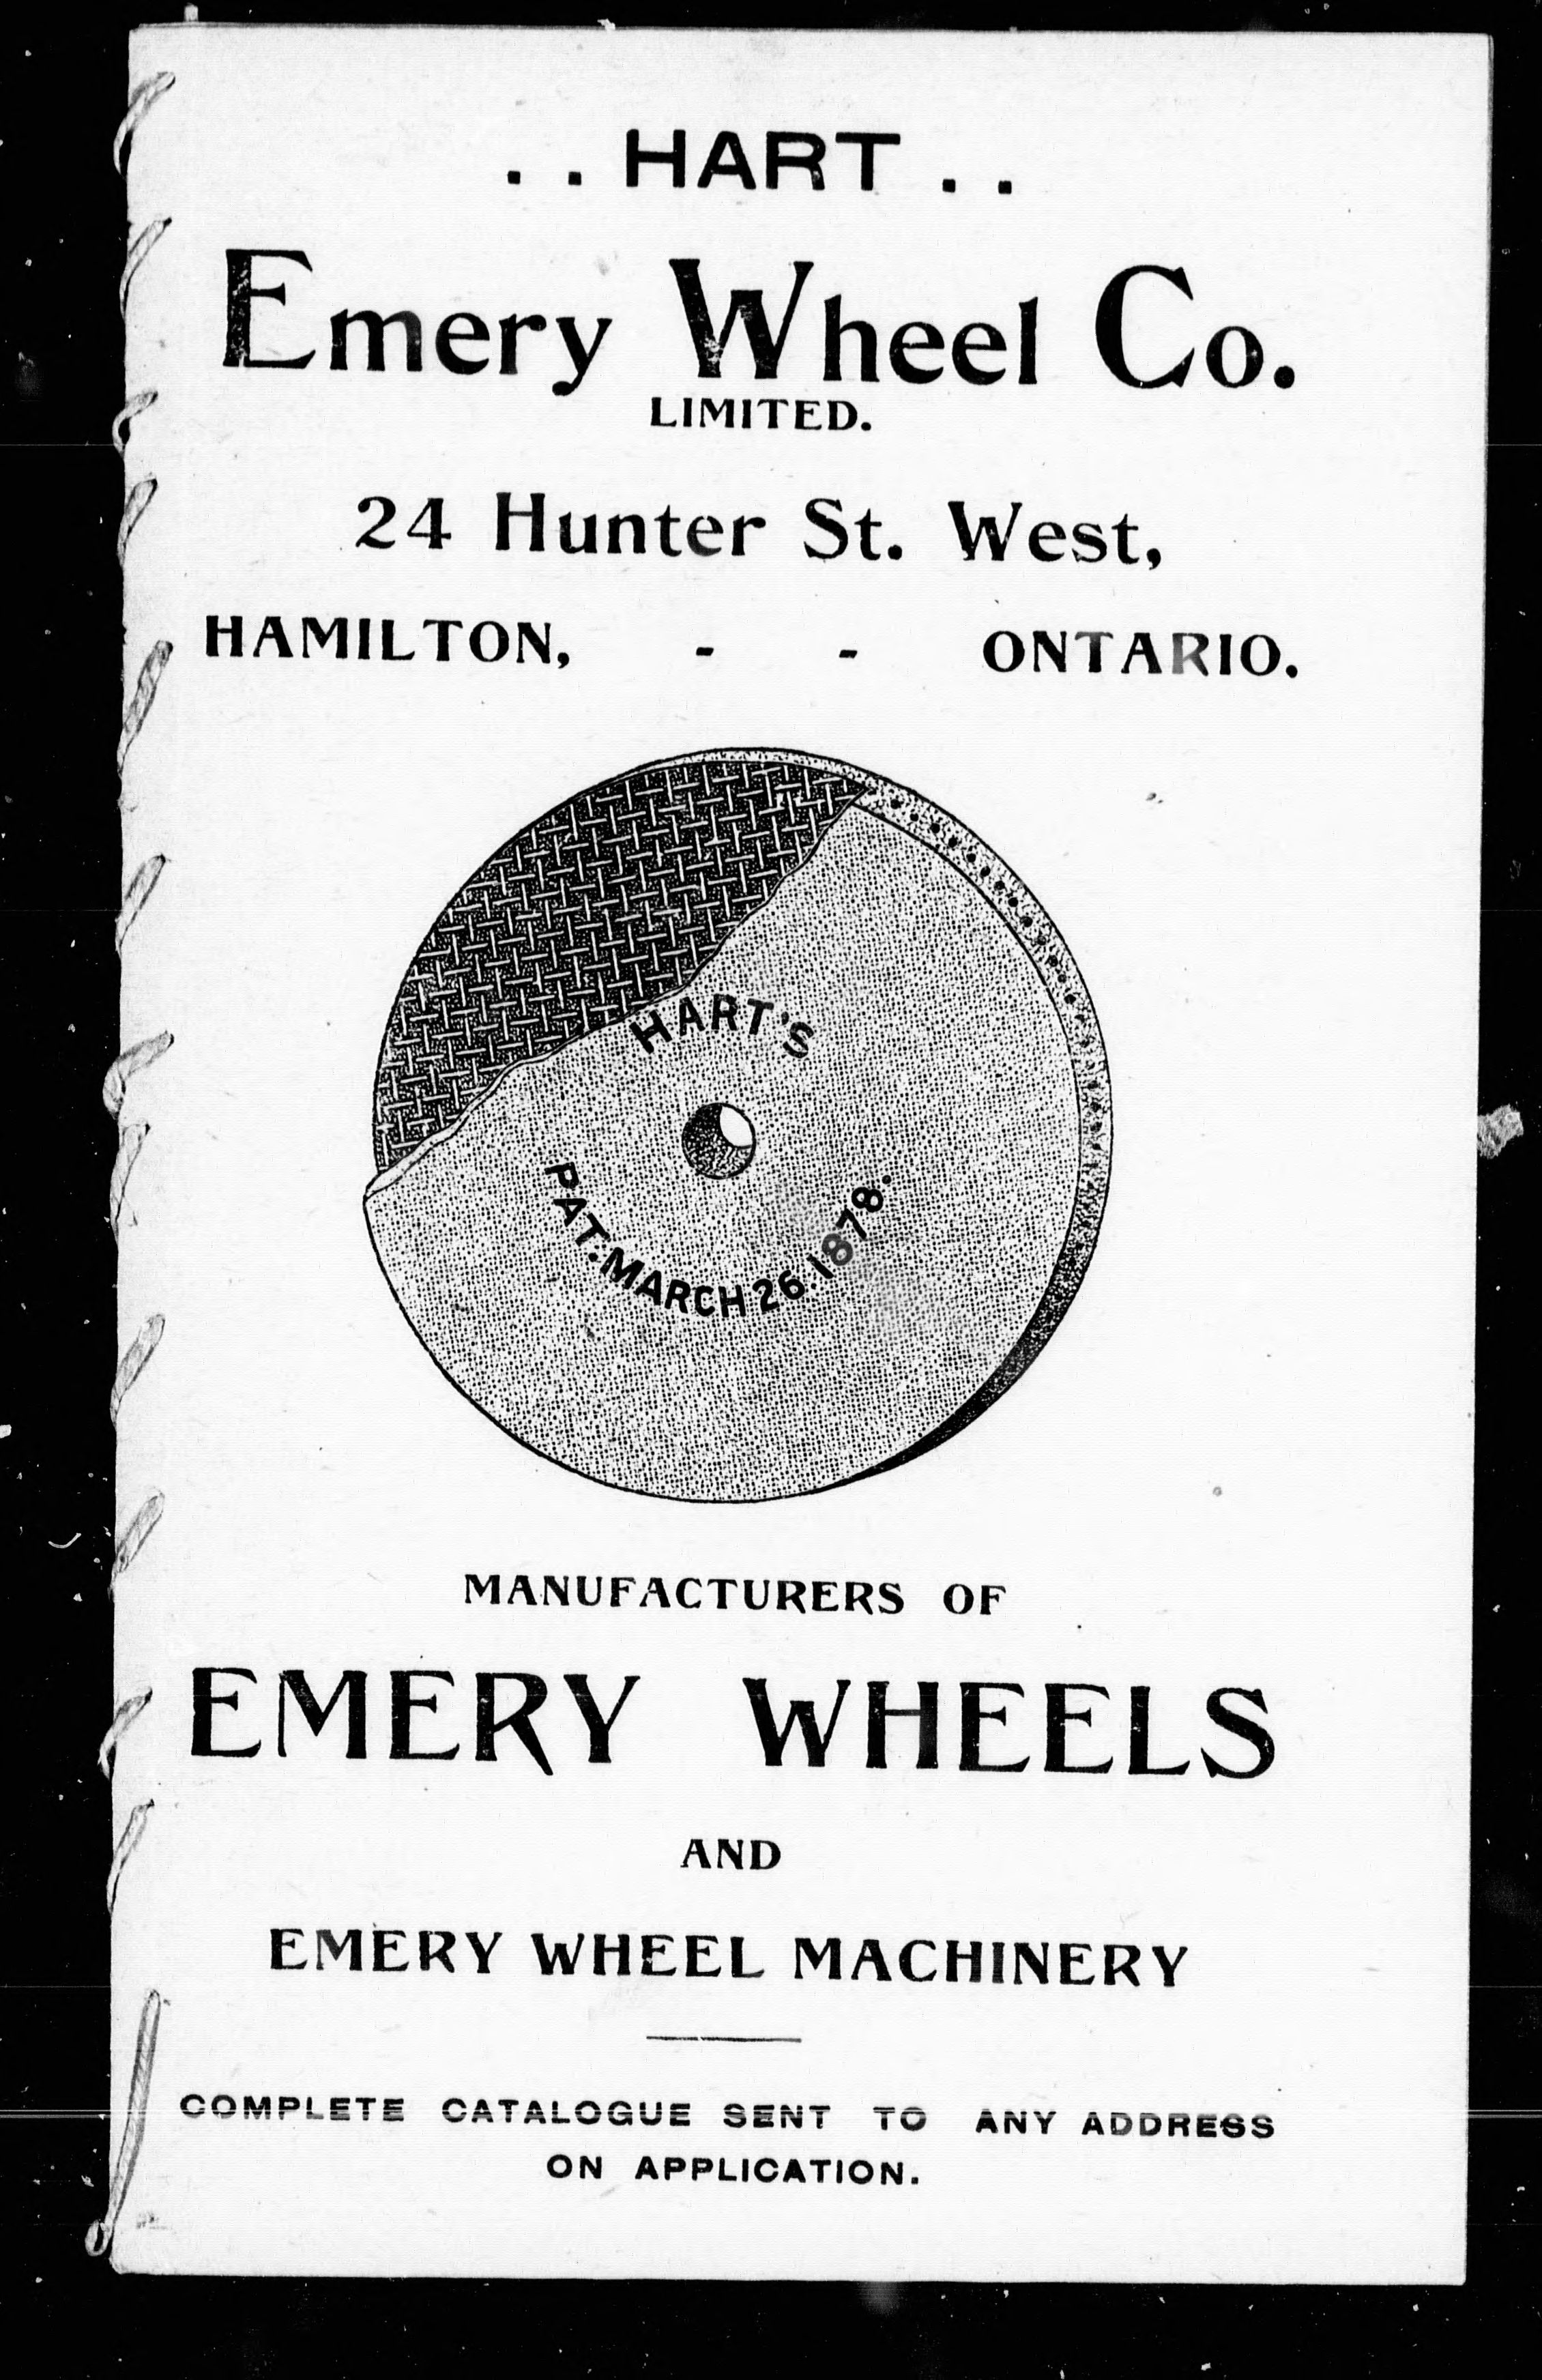 . . HART . .
Emery Wheel Co.
LIMITED.
24 Hunter St. West,
HAMILTON, - - ONTARIO.
HART'S
PAT. MARCH 26. 1878.
MANUFACTURERS OF
EMERY WHEELS
AND
EMERY WHEEL MACHINERY
COMPLETE CATALOGUE SENT TO ANY ADDRESS
ON APPLICATION.